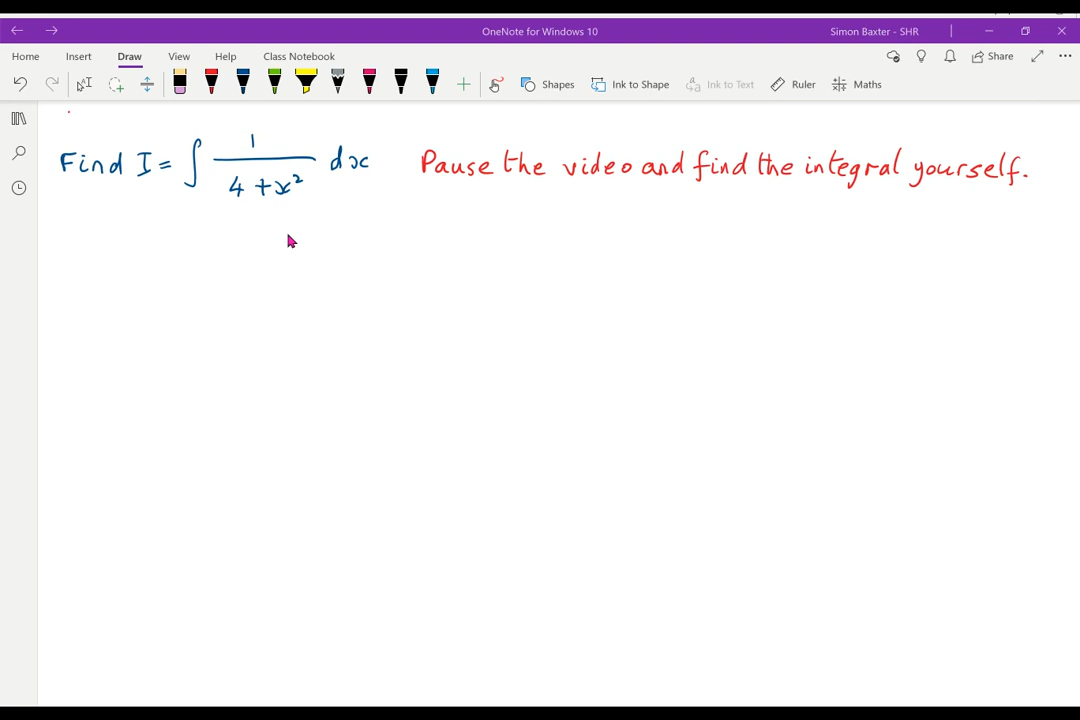 OneNote for Windows 10
Simon Baxter - SHR
Home Insert Draw View Help Class Notebook
Share
Shapes Ink to Shape Ink to Text Ruler Maths
Find I = ∫ 1/(4 + x²) dx Pause the video and find the integral yourself.